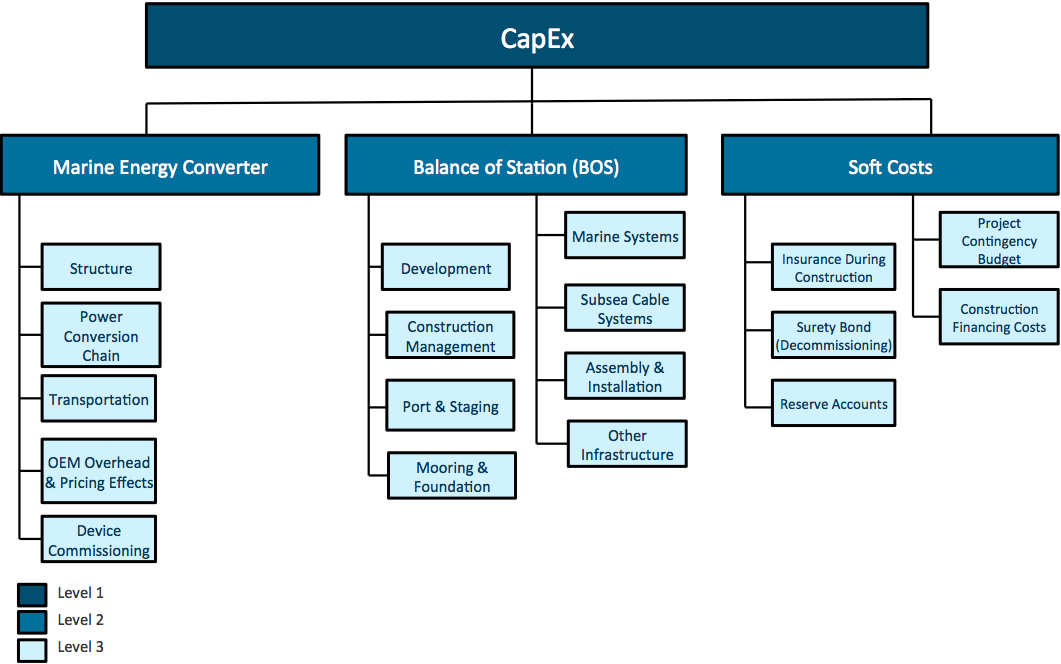 CapEx
Marine Energy Converter
Structure
Power
Conversion
Chain
Transportation
OEM Overhead
& Pricing Effects
Device
Commissioning
Balance of Station (BOS)
Development
Construction
Management
Port & Staging
Mooring &
Foundation
Marine Systems
Subsea Cable
Systems
Assembly &
Installation
Other
Infrastructure
Soft Costs
Insurance During
Construction
Surety Bond
(Decommissioning)
Reserve Accounts
Project
Contingency
Budget
Construction
Financing Costs
Level 1
Level 2
Level 3